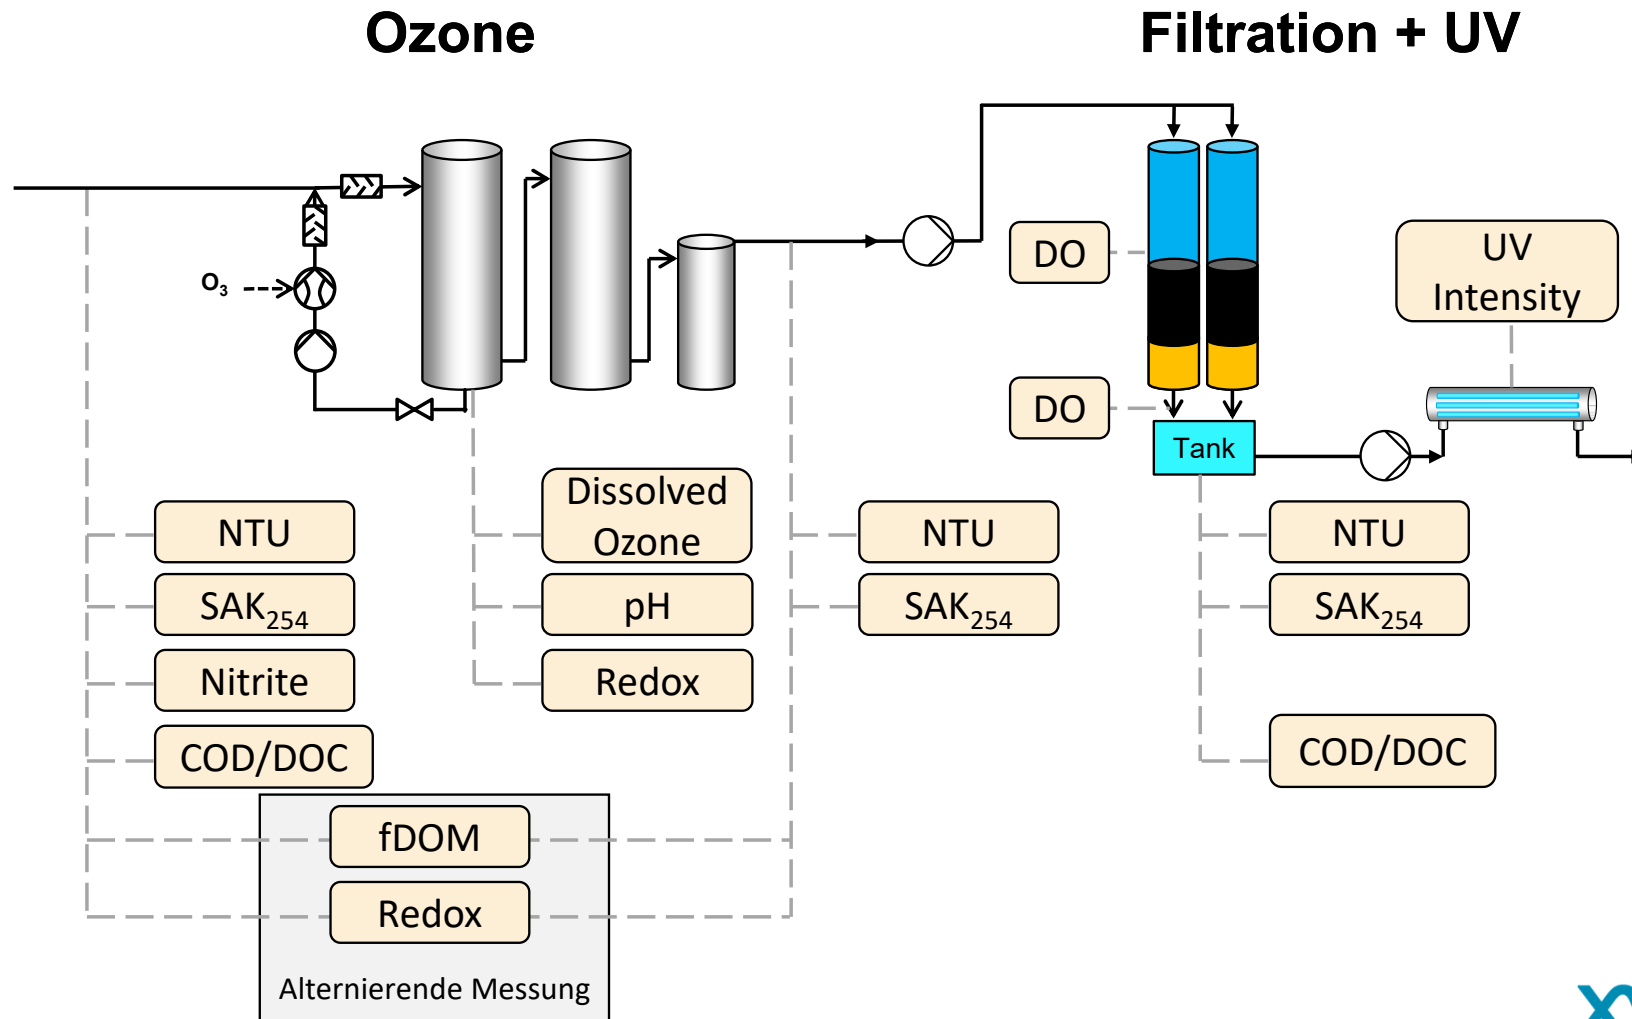 Ozone
Filtration + UV
O₃
DO
UV
Intensity
DO
Tank
Dissolved
Ozone
NTU
NTU
NTU
SAK₂₅₄
pH
SAK₂₅₄
SAK₂₅₄
Nitrite
Redox
COD/DOC
COD/DOC
fDOM
Redox
Alternierende Messung